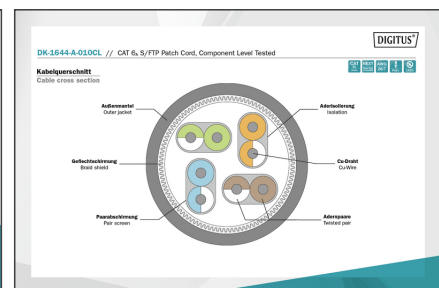 DIGITUS®
DK-1644-A-010CL // CAT 6A S/FTP Patch Cord, Component Level Tested
Kabelquerschnitt
Cable cross section
Außenmantel
Outer jacket
Aderisolierung
Isolation
Geflechtschirmung
Braid shield
Cu-Draht
Cu-Wire
Paarabschirmung
Pair screen
Adernpaare
Twisted pair